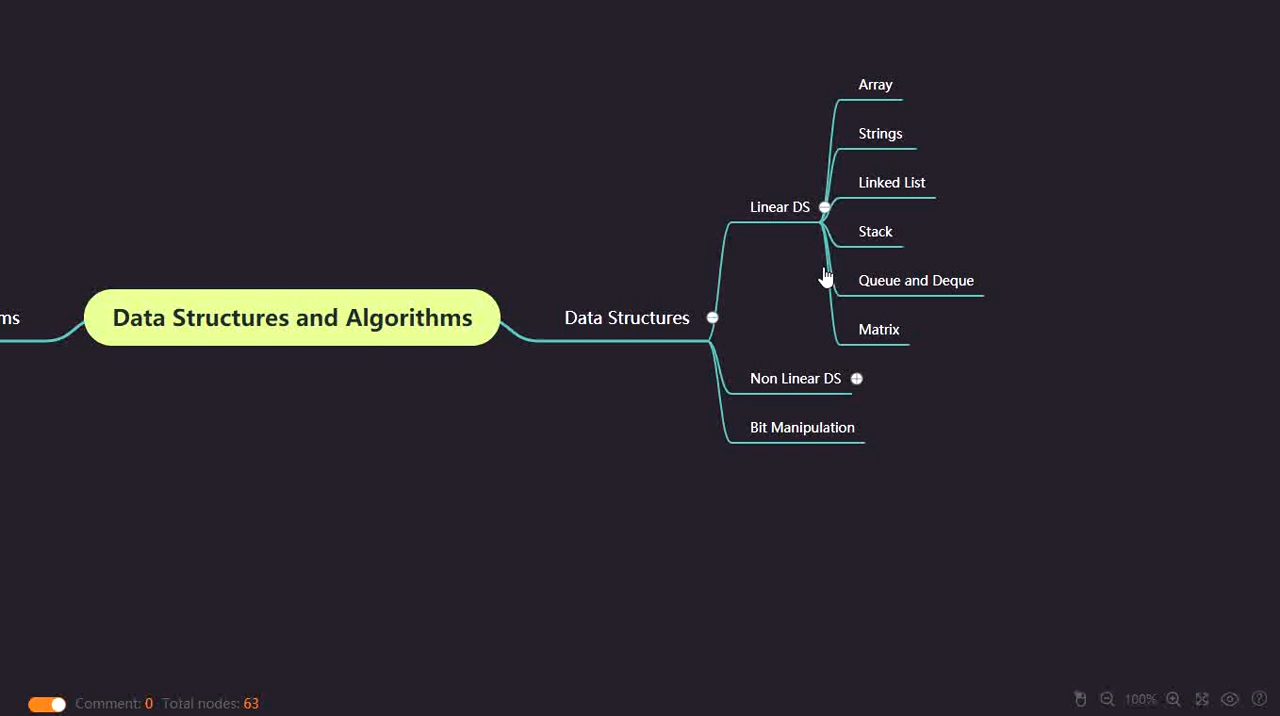 Array
Strings
Linked List
Linear DS
Stack
Queue and Deque
ms
Data Structures and Algorithms
Data Structures
Matrix
Non Linear DS
Bit Manipulation
Comment: 0 Total nodes: 63
100%